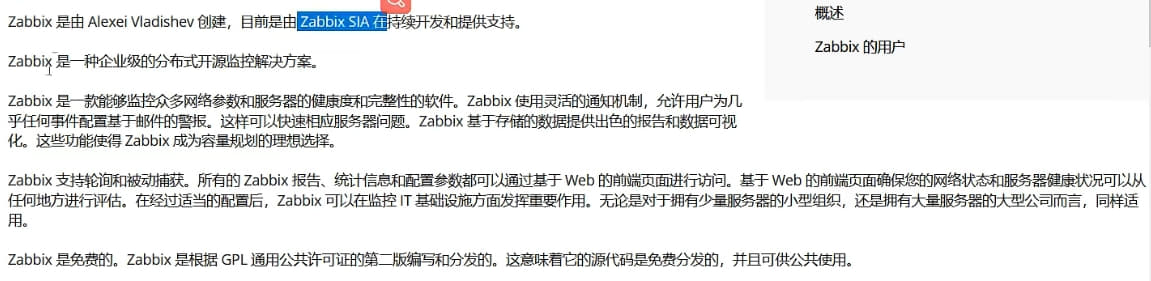 Zabbix 是由 Alexei Vladishev 创建，目前是由 Zabbix SIA 在持续开发和提供支持。
Zabbix 是一种企业级的分布式开源监控解决方案。
Zabbix 是一款能够监控众多网络参数和服务器的健康度和完整性的软件。Zabbix 使用灵活的通知机制，允许用户为几
乎任何事件配置基于邮件的警报。这样可以快速相应服务器问题。Zabbix 基于存储的数据提供出色的报告和数据可视
化。这些功能使得 Zabbix 成为容量规划的理想选择。
Zabbix 支持轮询和被动捕获。所有的 Zabbix 报告、统计信息和配置参数都可以通过基于 Web 的前端页面进行访问。基于 Web 的前端页面确保您的网络状态和服务器健康状况可以从
任何地方进行评估。在经过适当的配置后，Zabbix 可以在监控 IT 基础设施方面发挥重要作用。无论是对于拥有少量服务器的小型组织，还是拥有大量服务器的大型公司而言，同样适
用。
Zabbix 是免费的。Zabbix 是根据 GPL 通用公共许可证的第二版编写和分发的。这意味着它的源代码是免费分发的，并且可供公共使用。
概述
Zabbix 的用户